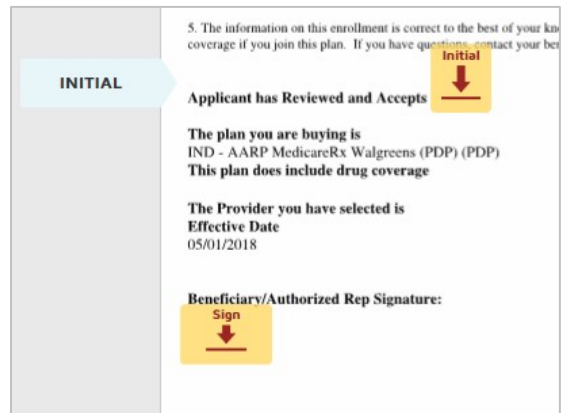 5. The information on this enrollment is correct to the best of your
coverage if you join this plan. If you have questions, contact your
Initial
INITIAL
Applicant has Reviewed and Accepts
The plan you are buying is
IND - AARP MedicareRx Walgreens (PDP) (PDP)
This plan does include drug coverage
The Provider you have selected is
Effective Date
05/01/2018
Beneficiary/Authorized Rep Signature:
Sign